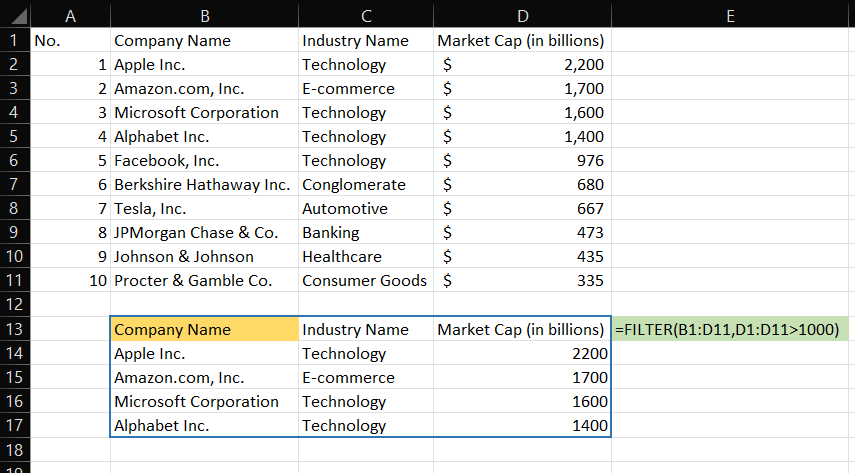 A B C D E
1 No. Company Name Industry Name Market Cap (in billions)
2 1 Apple Inc. Technology $ 2,200
3 2 Amazon.com, Inc. E-commerce $ 1,700
4 3 Microsoft Corporation Technology $ 1,600
5 4 Alphabet Inc. Technology $ 1,400
6 5 Facebook, Inc. Technology $ 976
7 6 Berkshire Hathaway Inc. Conglomerate $ 680
8 7 Tesla, Inc. Automotive $ 667
9 8 JPMorgan Chase & Co. Banking $ 473
10 9 Johnson & Johnson Healthcare $ 435
11 10 Procter & Gamble Co. Consumer Goods $ 335
12
13 Company Name Industry Name Market Cap (in billions) =FILTER(B1:D11,D1:D11>1000)
14 Apple Inc. Technology 2200
15 Amazon.com, Inc. E-commerce 1700
16 Microsoft Corporation Technology 1600
17 Alphabet Inc. Technology 1400
18